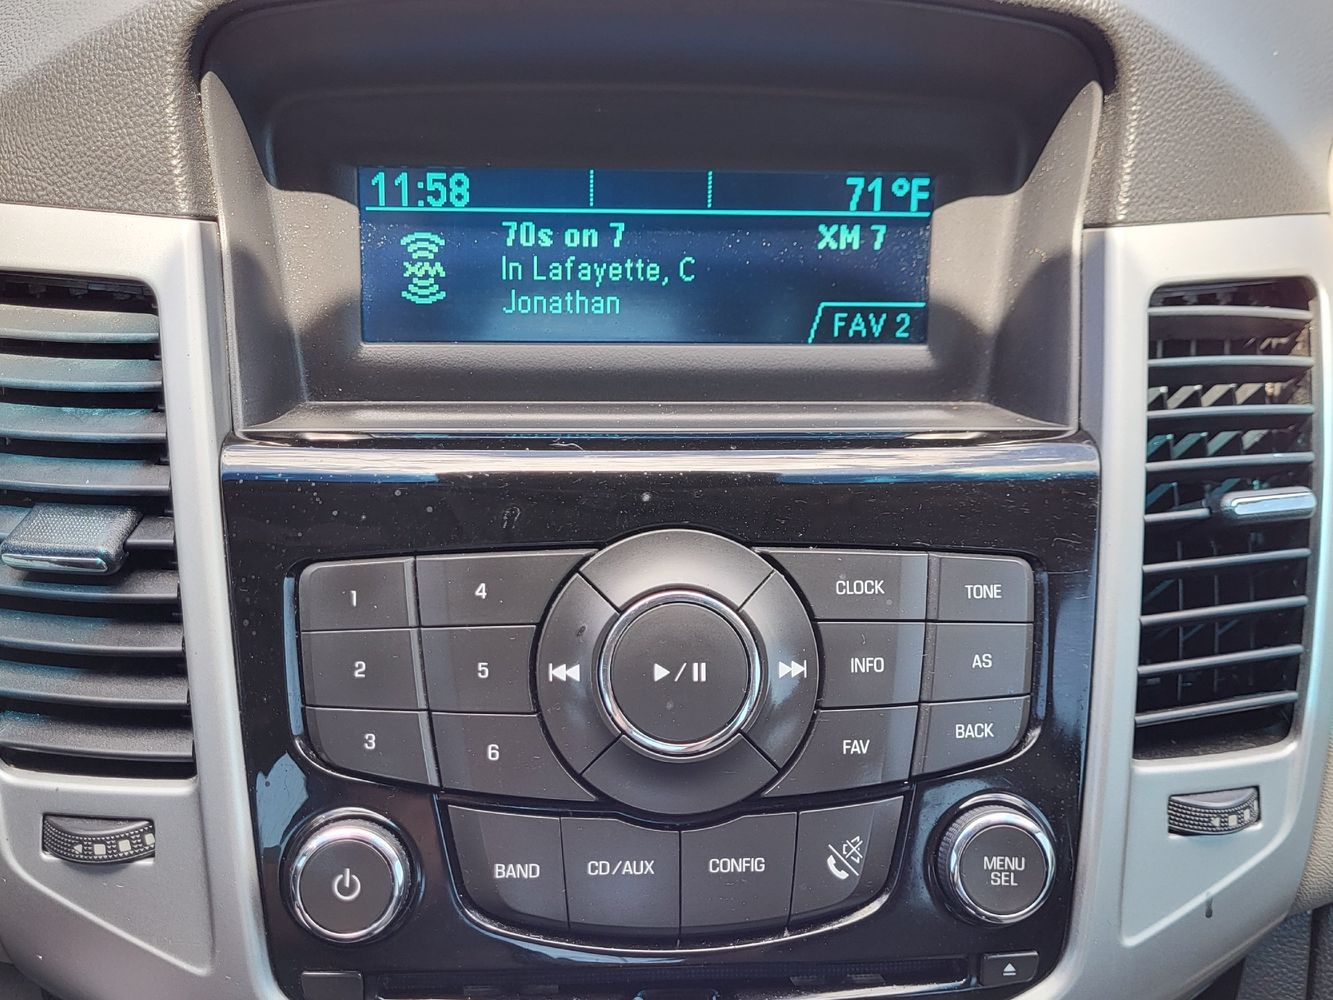 11:58 71°F
70s on 7 XM 7
XM
In Lafayette, C
Jonathan
FAV 2
1 4 CLOCK TONE
2 5 INFO AS
3 6 FAV BACK
BAND CD/AUX CONFIG
MENU
SEL